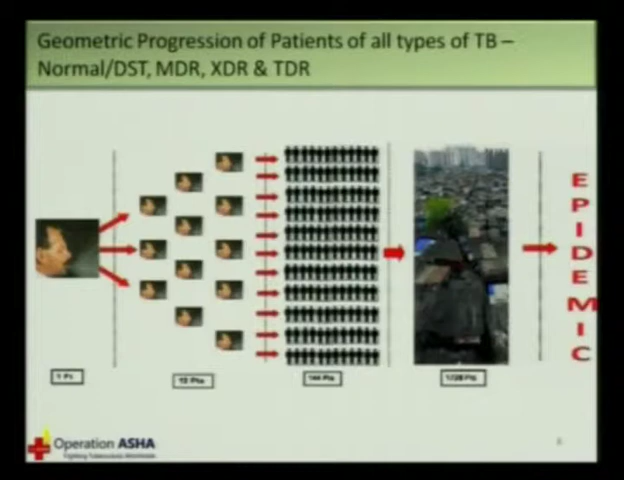 Geometric Progression of Patients of all types of TB –
Normal/DST, MDR, XDR & TDR
E
P
I
D
E
M
I
C
1 Pt.
12 Pts
144 Pts
1728 Pts
Operation ASHA
Fighting Tuberculosis Worldwide
6